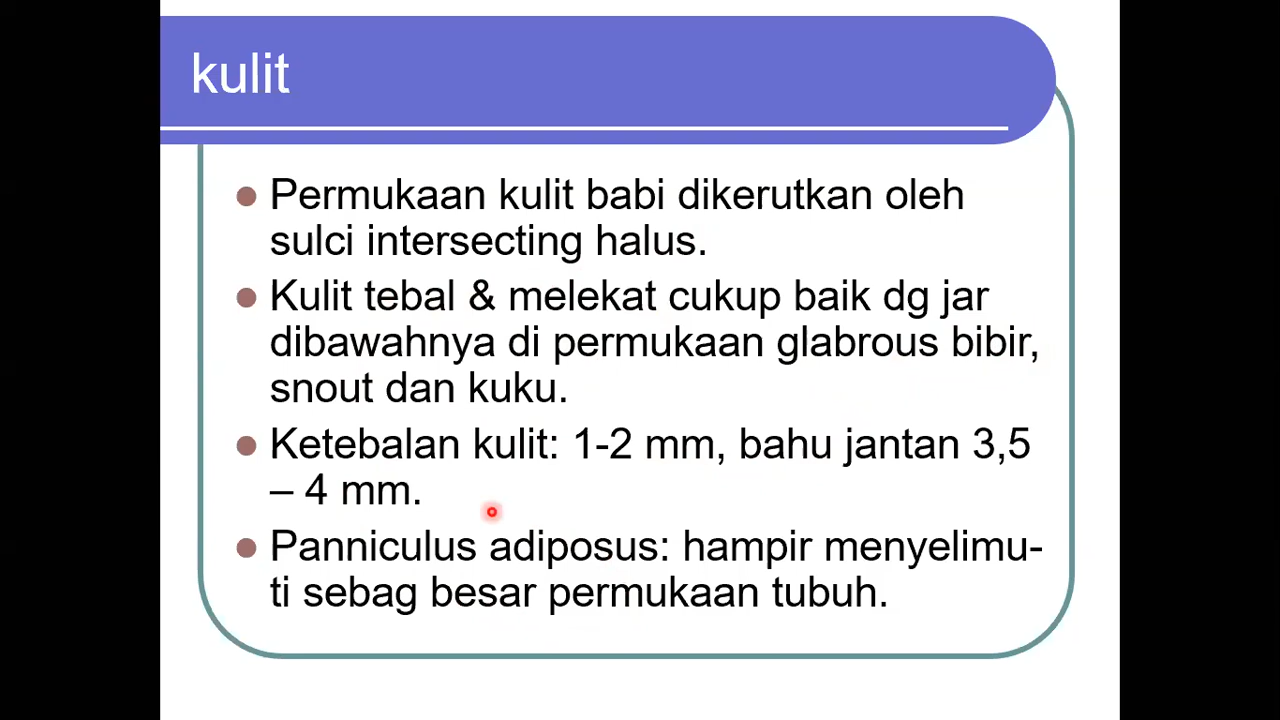 kulit
Permukaan kulit babi dikerutkan oleh
sulci intersecting halus.
Kulit tebal & melekat cukup baik dg jar
dibawahnya di permukaan glabrous bibir,
snout dan kuku.
Ketebalan kulit: 1-2 mm, bahu jantan 3,5
– 4 mm.
Panniculus adiposus: hampir menyelimu-
ti sebag besar permukaan tubuh.